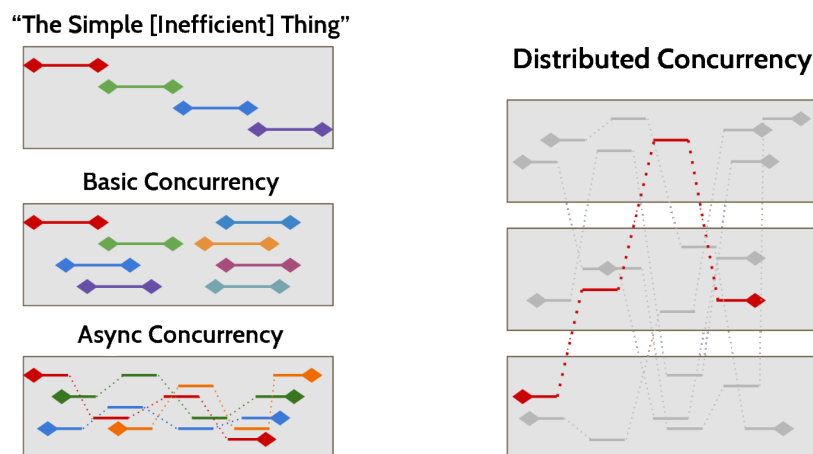 “The Simple [Inefficient] Thing”
Basic Concurrency
Async Concurrency
Distributed Concurrency